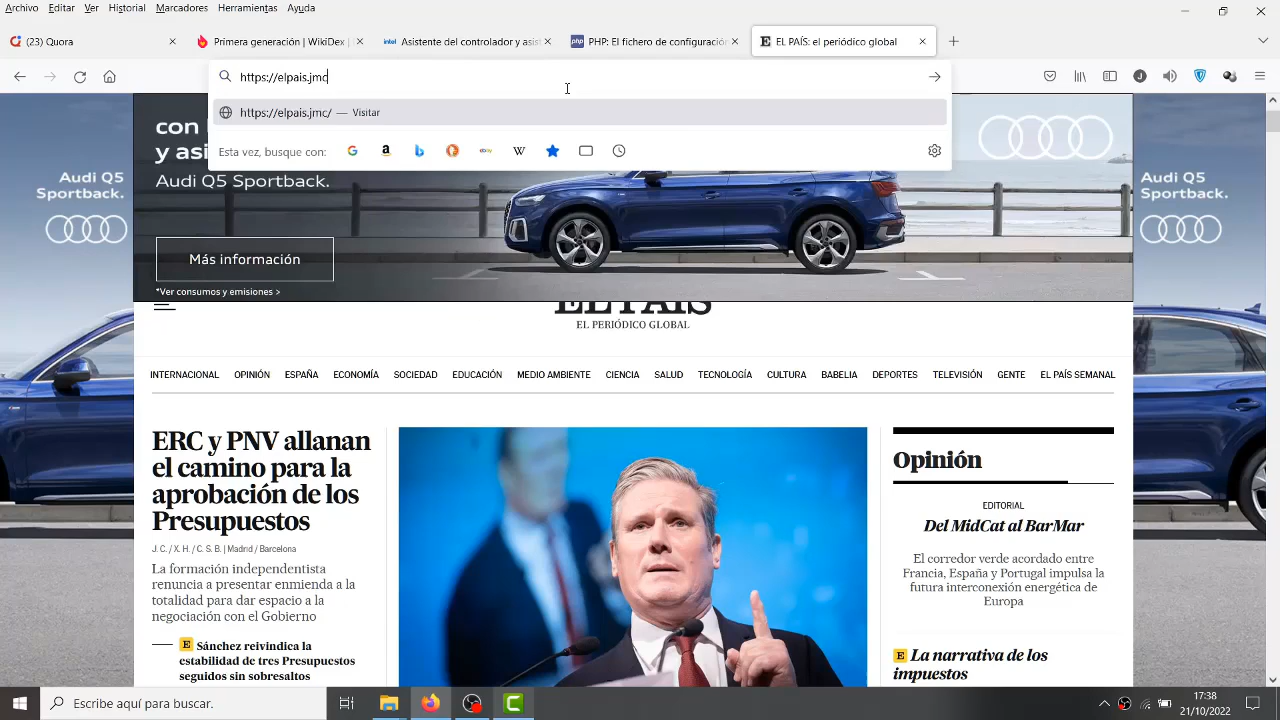 Archivo Editar Ver Historial Marcadores Herramientas Ayuda
(23) Quora
Primera generación | WikiDex |
intel Asistente del controlador y asis
php PHP: El fichero de configuración
E EL PAÍS: el periódico global
https://elpais.jmc
https://elpais.jmc/ — Visitar
Esta vez, busque con:
con
y asi
Audi Q5 Sportback.
Más información
*Ver consumos y emisiones >
Audi Q5
Sportback.
Audi Q5
Sportback.
EL PAÍS
EL PERIÓDICO GLOBAL
INTERNACIONAL OPINIÓN ESPAÑA ECONOMÍA SOCIEDAD EDUCACIÓN MEDIO AMBIENTE CIENCIA SALUD TECNOLOGÍA CULTURA BABELIA DEPORTES TELEVISIÓN GENTE EL PAÍS SEMANAL
ERC y PNV allanan
el camino para la
aprobación de los
Presupuestos
J. C. / X. H. / C. S. B. | Madrid / Barcelona
La formación independentista
renuncia a presentar enmienda a la
totalidad para dar espacio a la
negociación con el Gobierno
E Sánchez reivindica la
estabilidad de tres Presupuestos
seguidos sin sobresaltos
Opinión
EDITORIAL
Del MidCat al BarMar
El corredor verde acordado entre
Francia, España y Portugal impulsa la
futura interconexión energética de
Europa
E La narrativa de los
impuestos
Escribe aquí para buscar.
17:38
21/10/2022